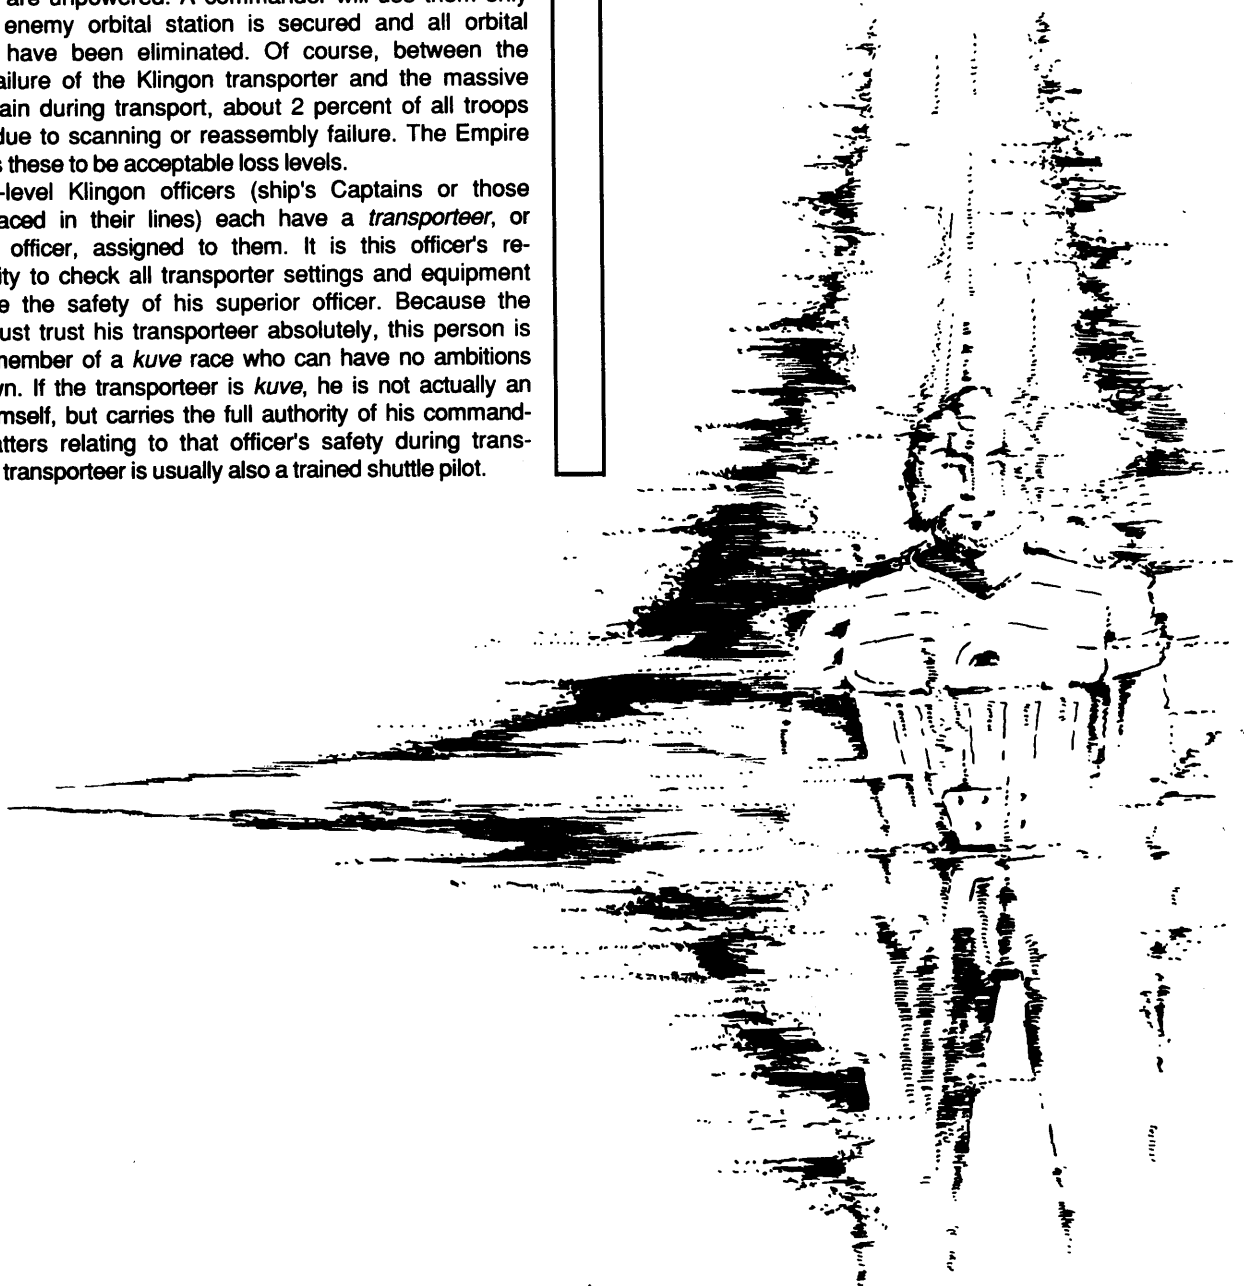 are unpowered. A commander will use them only
enemy orbital station is secured and all orbital
have been eliminated. Of course, between the
ailure of the Klingon transporter and the massive
ain during transport, about 2 percent of all troops
due to scanning or reassembly failure. The Empire
s these to be acceptable loss levels.
-level Klingon officers (ship's Captains or those
aced in their lines) each have a transporteer, or
officer, assigned to them. It is this officer's re-
ity to check all transporter settings and equipment
e the safety of his superior officer. Because the
ust trust his transporteer absolutely, this person is
nember of a kuve race who can have no ambitions
vn. If the transporteer is kuve, he is not actually an
mself, but carries the full authority of his command-
atters relating to that officer's safety during trans-
transporteer is usually also a trained shuttle pilot.